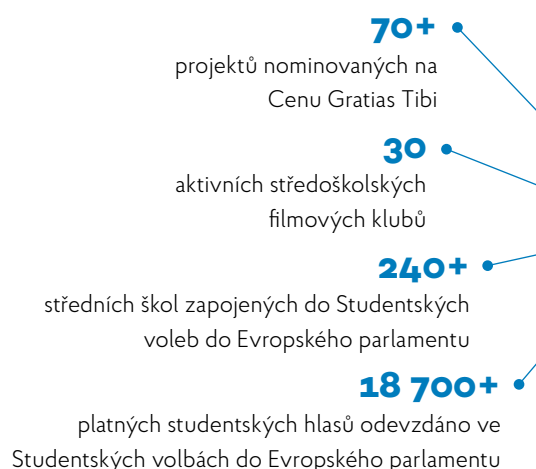 70+
projektů nominovaných na
Cenu Gratias Tibi
30
aktivních středoškolských
filmových klubů
240+
středních škol zapojených do Studentských
voleb do Evropského parlamentu
18 700+
platných studentských hlasů odevzdáno ve
Studentských volbách do Evropského parlamentu